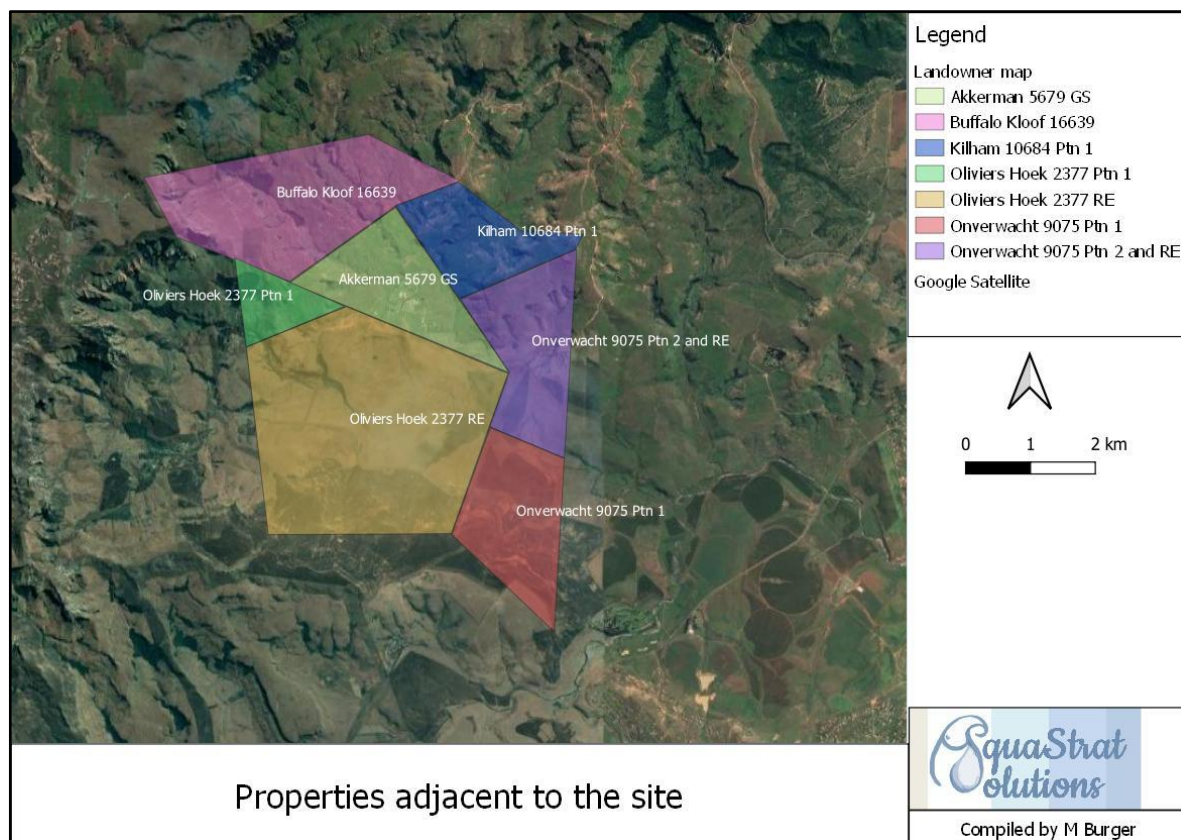 Buffalo Kloof 16639
Kilham 10684 Ptn 1
Akkerman 5679 GS
Oliviers Hoek 2377 Ptn 1
Onverwacht 9075 Ptn 2 and RE
Oliviers Hoek 2377 RE
Onverwacht 9075 Ptn 1
Properties adjacent to the site
Legend
Landowner map
Akkerman 5679 GS
Buffalo Kloof 16639
Kilham 10684 Ptn 1
Oliviers Hoek 2377 Ptn 1
Oliviers Hoek 2377 RE
Onverwacht 9075 Ptn 1
Onverwacht 9075 Ptn 2 and RE
Google Satellite
0 1 2 km
AquaStrat
Solutions
Compiled by M Burger